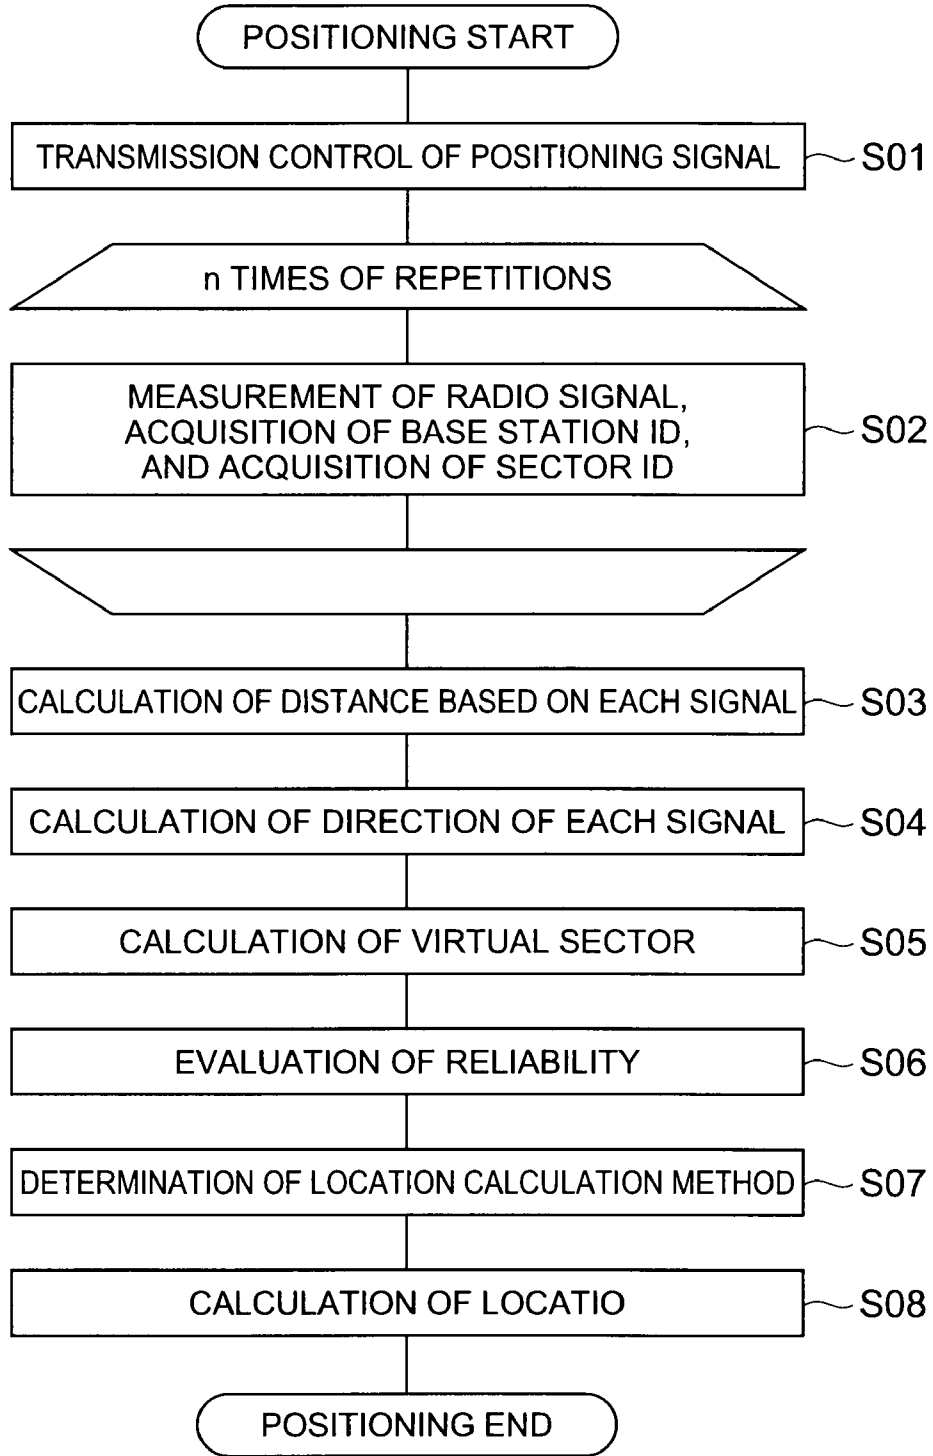 POSITIONING START
TRANSMISSION CONTROL OF POSITIONING SIGNAL
S01
n TIMES OF REPETITIONS
MEASUREMENT OF RADIO SIGNAL,
ACQUISITION OF BASE STATION ID,
AND ACQUISITION OF SECTOR ID
S02
CALCULATION OF DISTANCE BASED ON EACH SIGNAL
S03
CALCULATION OF DIRECTION OF EACH SIGNAL
S04
CALCULATION OF VIRTUAL SECTOR
S05
EVALUATION OF RELIABILITY
S06
DETERMINATION OF LOCATION CALCULATION METHOD
S07
CALCULATION OF LOCATIO
S08
POSITIONING END